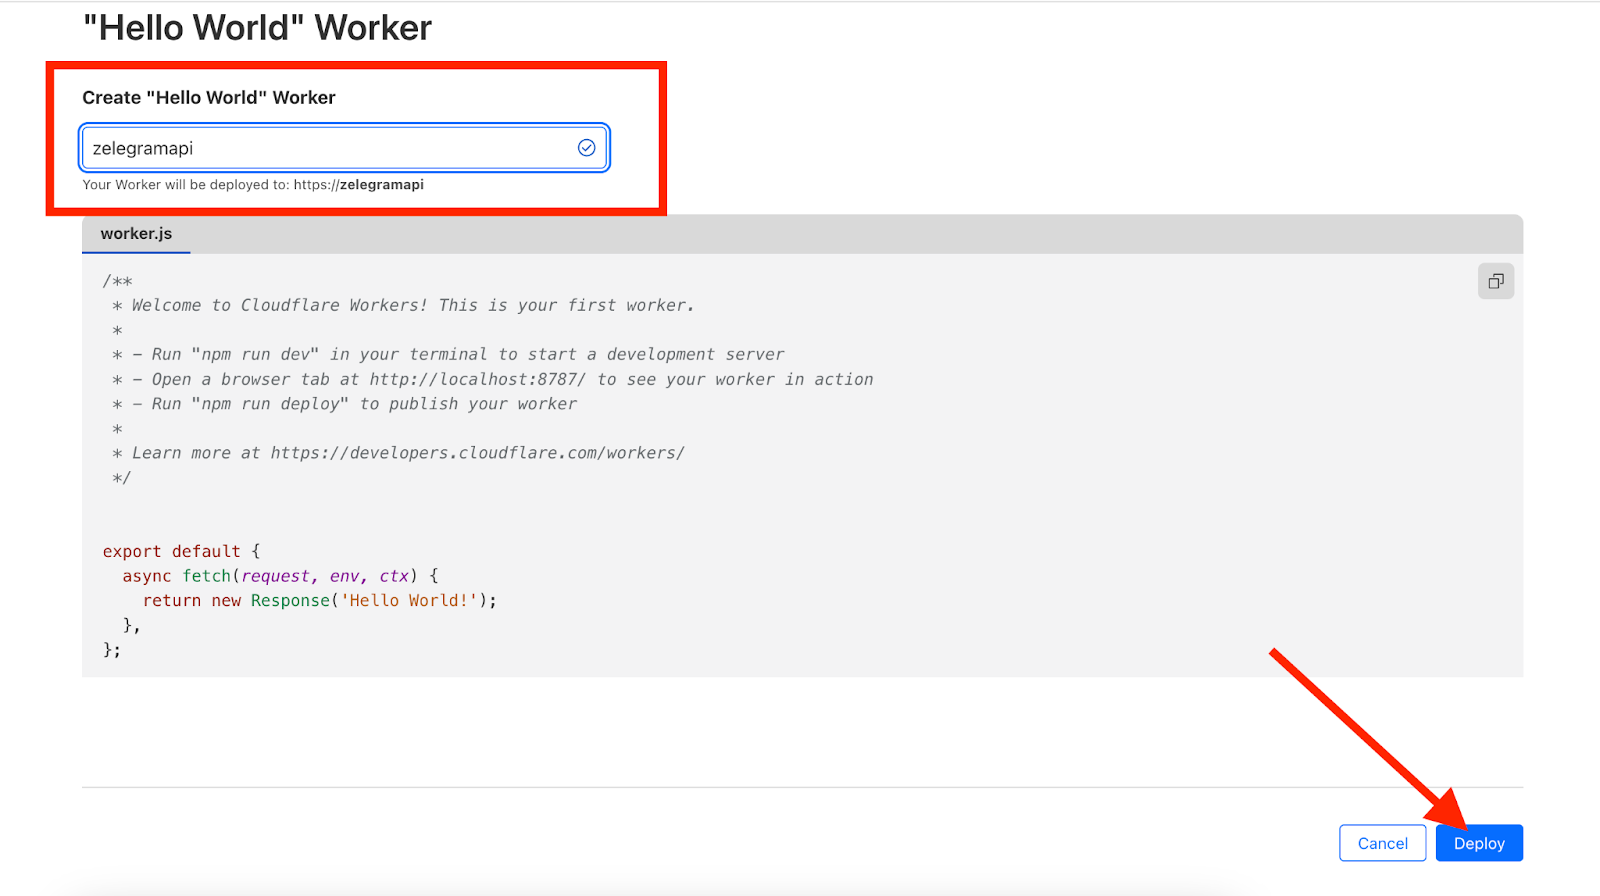 "Hello World" Worker
Create "Hello World" Worker
zelegramapi
Your Worker will be deployed to: https://zelegramapi
worker.js
/**
* Welcome to Cloudflare Workers! This is your first worker.
*
* - Run "npm run dev" in your terminal to start a development server
* - Open a browser tab at http://localhost:8787/ to see your worker in action
* - Run "npm run deploy" to publish your worker
*
* Learn more at https://developers.cloudflare.com/workers/
*/
export default {
async fetch(request, env, ctx) {
return new Response('Hello World!');
},
};
Cancel
Deploy